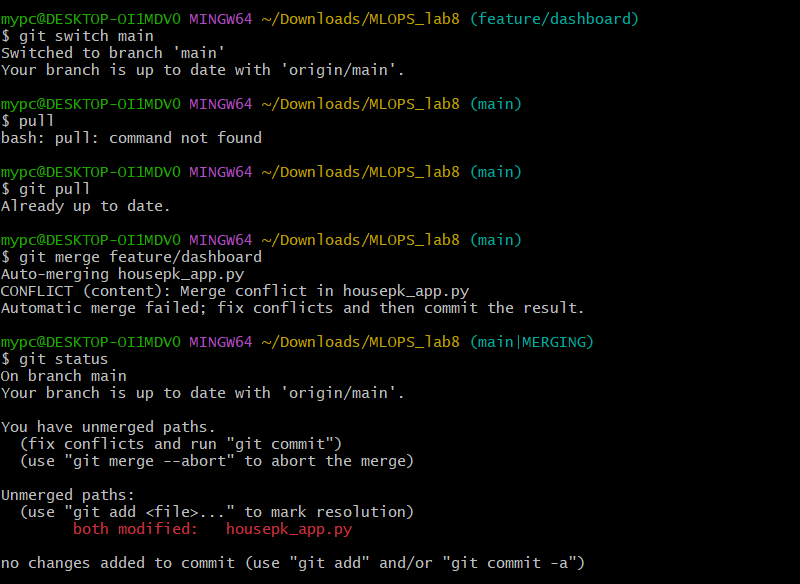 mypc@DESKTOP-OI1MDVO MINGW64 ~/Downloads/MLOPS_lab8 (feature/dashboard)
$ git switch main
Switched to branch 'main'
Your branch is up to date with 'origin/main'.
mypc@DESKTOP-OI1MDVO MINGW64 ~/Downloads/MLOPS_lab8 (main)
$ pull
bash: pull: command not found
mypc@DESKTOP-OI1MDVO MINGW64 ~/Downloads/MLOPS_lab8 (main)
$ git pull
Already up to date.
mypc@DESKTOP-OI1MDVO MINGW64 ~/Downloads/MLOPS_lab8 (main)
$ git merge feature/dashboard
Auto-merging housepk_app.py
CONFLICT (content): Merge conflict in housepk_app.py
Automatic merge failed; fix conflicts and then commit the result.
mypc@DESKTOP-OI1MDVO MINGW64 ~/Downloads/MLOPS_lab8 (main|MERGING)
$ git status
On branch main
Your branch is up to date with 'origin/main'.
You have unmerged paths.
  (fix conflicts and run "git commit")
  (use "git merge --abort" to abort the merge)
Unmerged paths:
  (use "git add <file>..." to mark resolution)
        both modified:   housepk_app.py
no changes added to commit (use "git add" and/or "git commit -a")